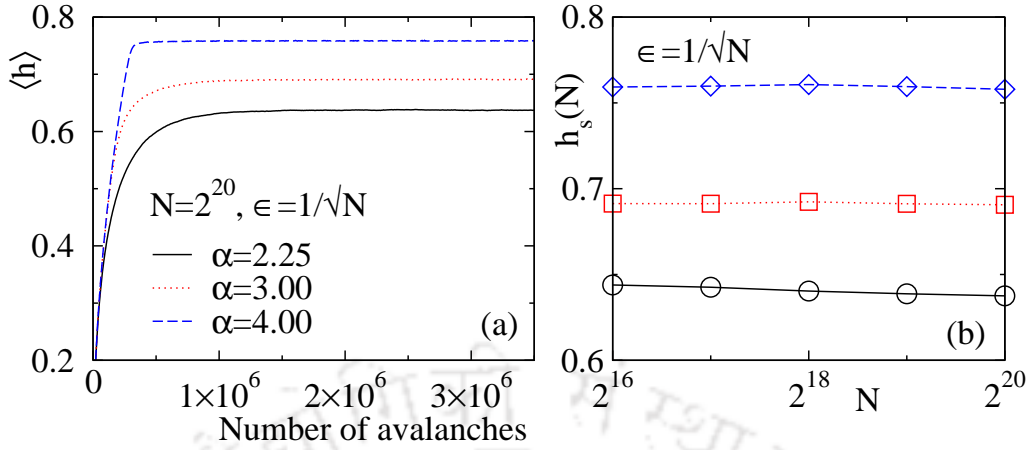 0.8
0.6
0.4
0.2
⟨h⟩
N=2^20, ϵ=1/√N
α=2.25
α=3.00
α=4.00
(a)
0 1×10^6 2×10^6 3×10^6
Number of avalanches
0.8
0.7
0.6
h_s(N)
ϵ=1/√N
(b)
2^16 2^18 N 2^20